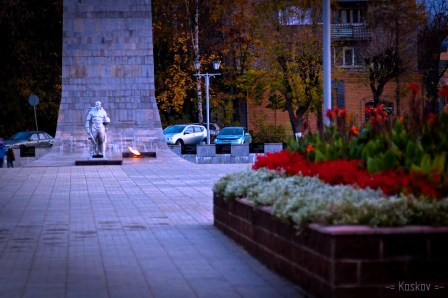 -= Koskov =-